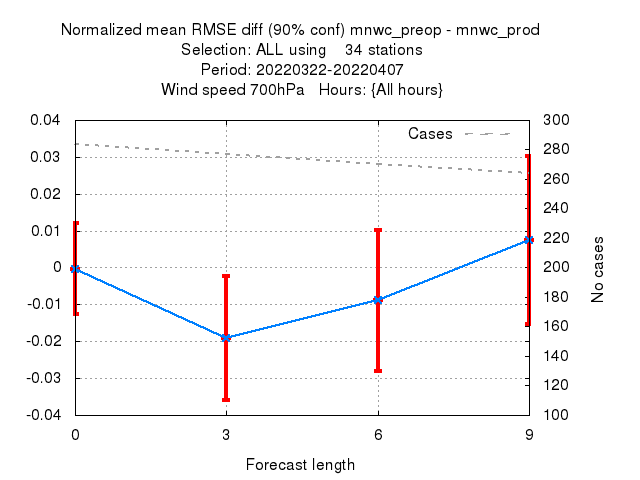 Normalized mean RMSE diff (90% conf) mnwc_preop - mnwc_prod
Selection: ALL using 34 stations
Period: 20220322-20220407
Wind speed 700hPa Hours: {All hours}
0.04
0.03
0.02
0.01
0
-0.01
-0.02
-0.03
-0.04
Cases
300
280
260
240
220
200
180
160
140
120
100
No cases
0 3 6 9
Forecast length